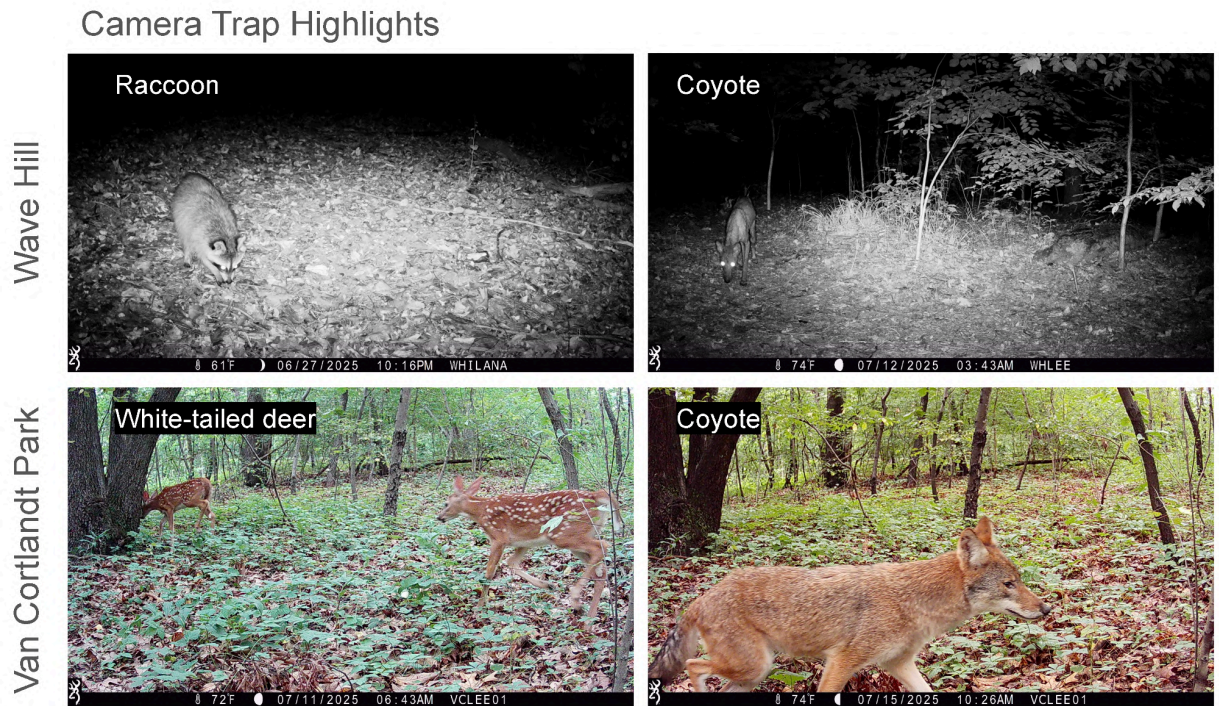 Camera Trap Highlights
Wave Hill
Raccoon
61°F 06/27/2025 10:16PM WHILANA
Coyote
74°F 07/12/2025 03:43AM WHLEE
Van Cortlandt Park
White-tailed deer
72°F 07/11/2025 06:43AM VCLEE01
Coyote
74°F 07/15/2025 10:26AM VCLEE01